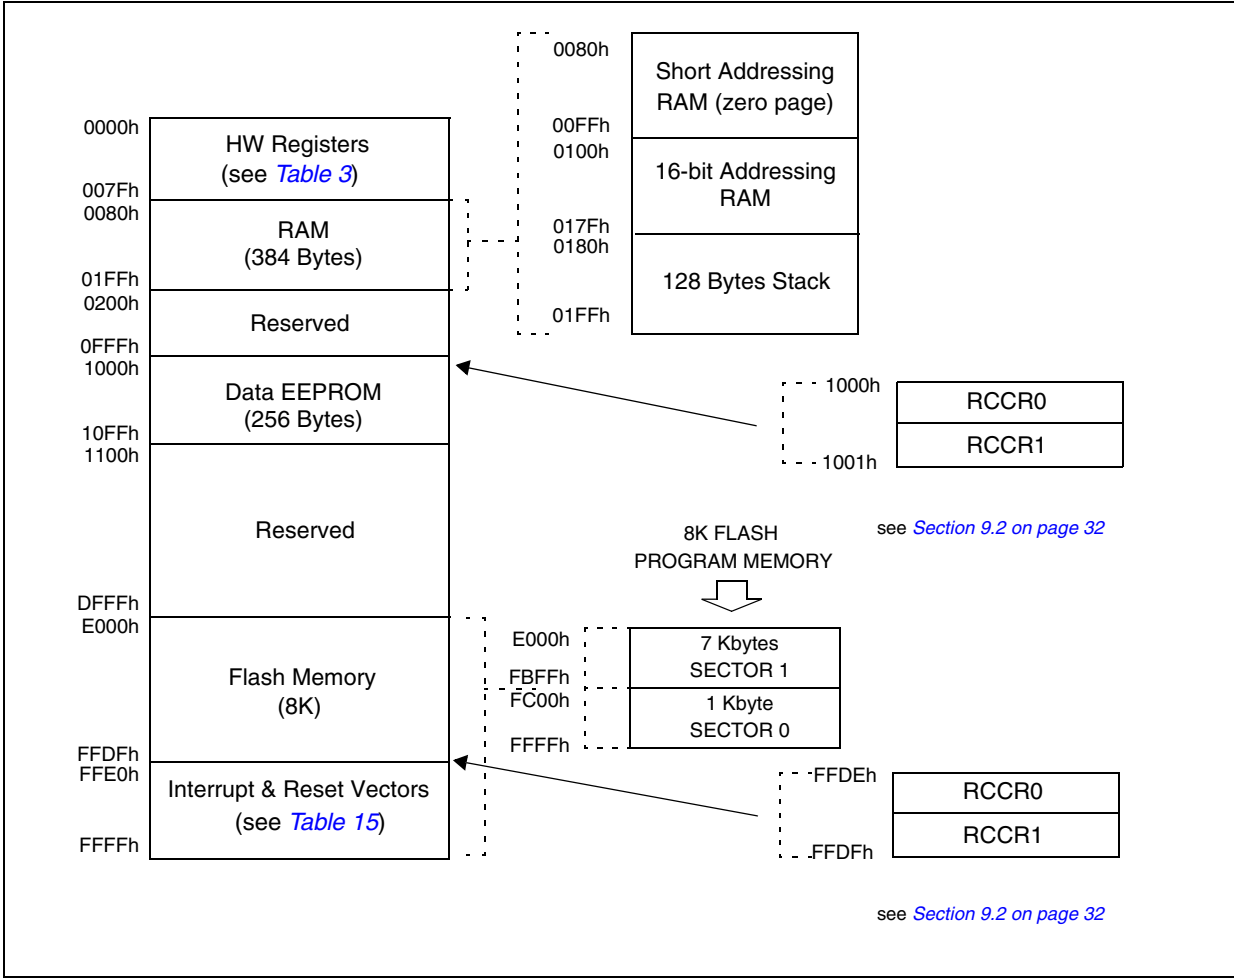 0000h
HW Registers
(see Table 3)
007Fh
0080h
RAM
(384 Bytes)
01FFh
0200h
Reserved
0FFFh
1000h
Data EEPROM
(256 Bytes)
10FFh
1100h
Reserved
DFFFh
E000h
Flash Memory
(8K)
FFDFh
FFE0h
Interrupt & Reset Vectors
(see Table 15)
FFFFh
0080h
Short Addressing
RAM (zero page)
00FFh
0100h
16-bit Addressing
RAM
017Fh
0180h
128 Bytes Stack
01FFh
1000h
RCCR0
RCCR1
1001h
see Section 9.2 on page 32
8K FLASH
PROGRAM MEMORY
E000h
7 Kbytes
SECTOR 1
FBFFh
FC00h
1 Kbyte
SECTOR 0
FFFFh
FFDEh
RCCR0
RCCR1
FFDFh
see Section 9.2 on page 32